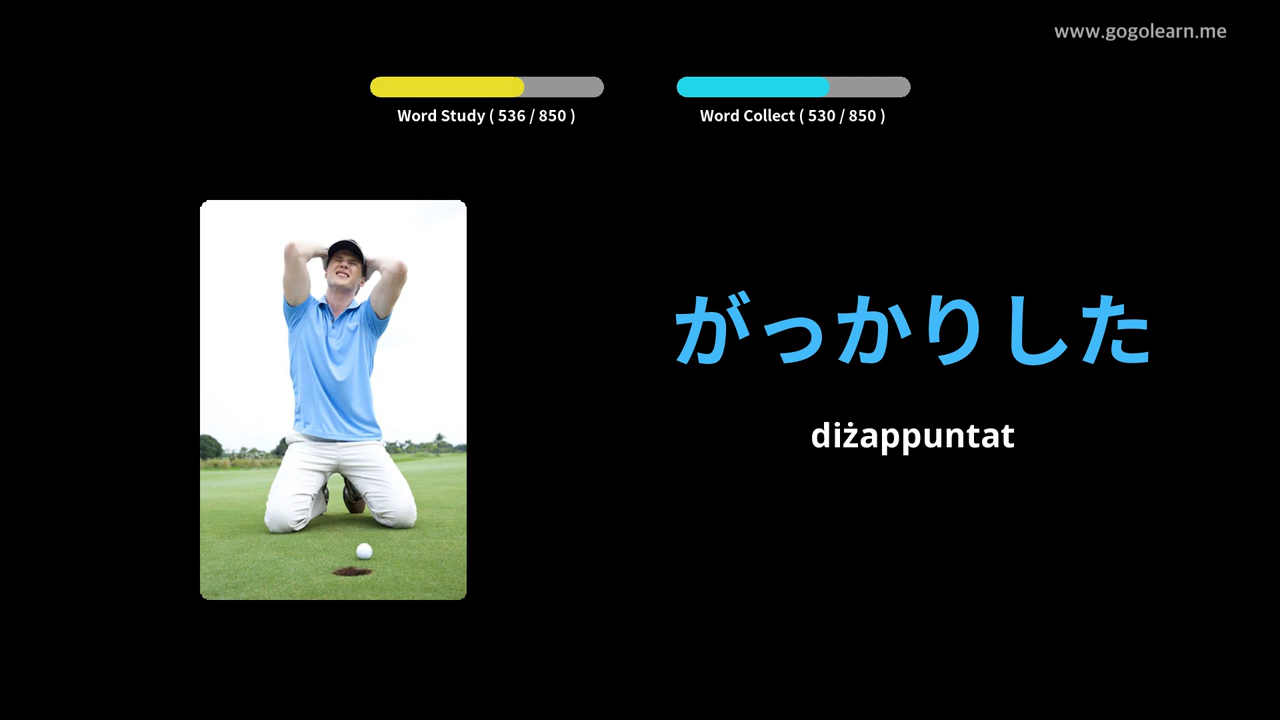 www.gogolearn.me
Word Study ( 536 / 850 )
Word Collect ( 530 / 850 )
がっかりした
diżappuntat